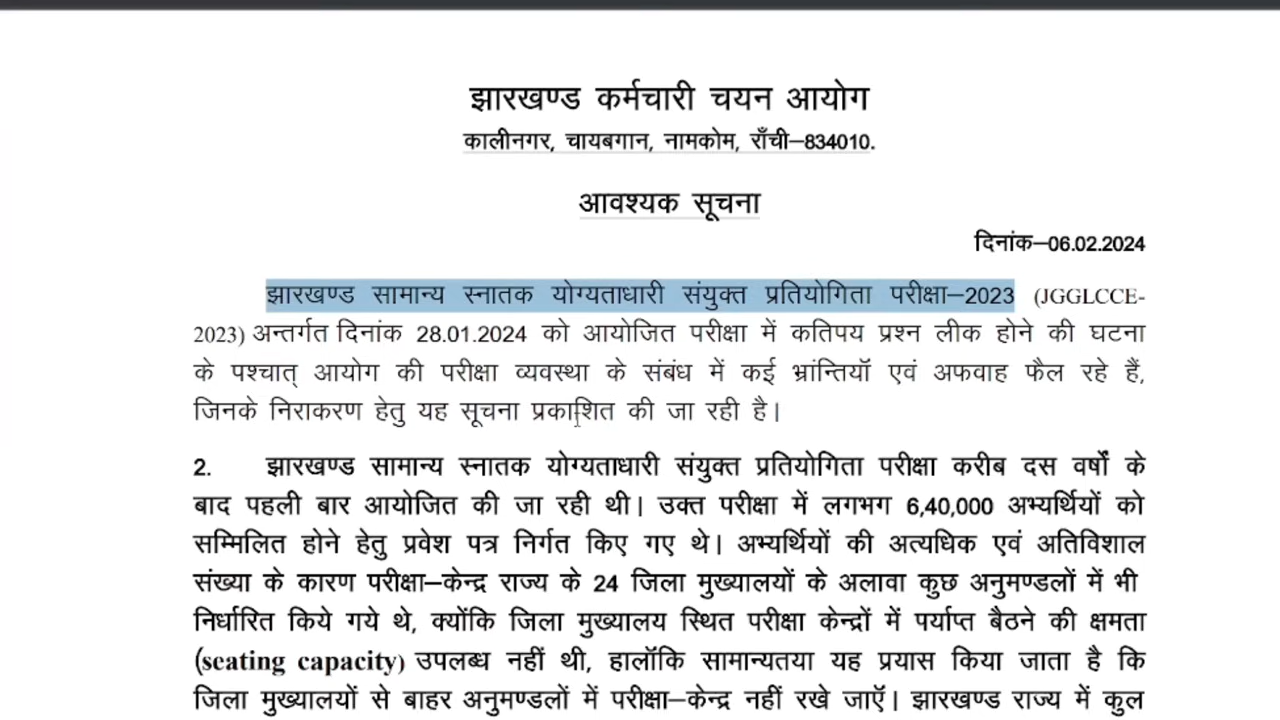 झारखण्ड कर्मचारी चयन आयोग
कालीनगर, चायबगान, नामकोम, राँची–834010.
आवश्यक सूचना
दिनांक–06.02.2024
झारखण्ड सामान्य स्नातक योग्यताधारी संयुक्त प्रतियोगिता परीक्षा–2023 (JGGLCCE-
2023) अन्तर्गत दिनांक 28.01.2024 को आयोजित परीक्षा में कतिपय प्रश्न लीक होने की घटना
के पश्चात् आयोग की परीक्षा व्यवस्था के संबंध में कई भ्रांन्तियॉ एवं अफवाह फैल रहे हैं,
जिनके निराकरण हेतु यह सूचना प्रकाशित की जा रही है।
2. झारखण्ड सामान्य स्नातक योग्यताधारी संयुक्त प्रतियोगिता परीक्षा करीब दस वर्षों के
बाद पहली बार आयोजित की जा रही थी। उक्त परीक्षा में लगभग 6,40,000 अभ्यर्थियों को
सम्मिलित होने हेतु प्रवेश पत्र निर्गत किए गए थे। अभ्यर्थियों की अत्यधिक एवं अतिविशाल
संख्या के कारण परीक्षा–केन्द्र राज्य के 24 जिला मुख्यालयों के अलावा कुछ अनुमण्डलों में भी
निर्धारित किये गये थे, क्योंकि जिला मुख्यालय स्थित परीक्षा केन्द्रों में पर्याप्त बैठने की क्षमता
(seating capacity) उपलब्ध नहीं थी, हालॉकि सामान्यतया यह प्रयास किया जाता है कि
जिला मुख्यालयों से बाहर अनुमण्डलों में परीक्षा–केन्द्र नहीं रखे जाऍ। झारखण्ड राज्य में कुल